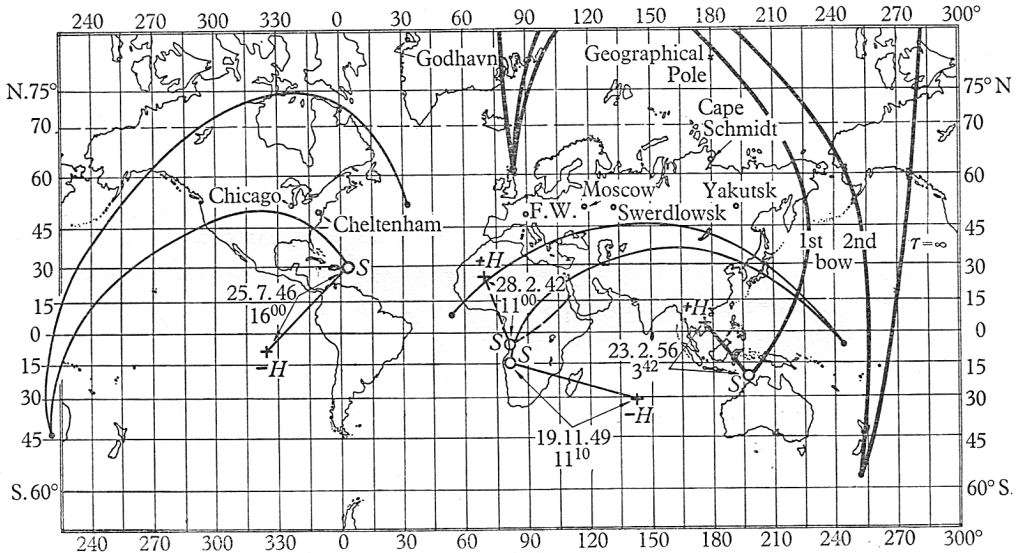 240 270 300 330 0 30 60 90 120 150 180 210 240 270 300°
Godhavn
Geographical
Pole
N.75°
75° N
Cape
Schmidt
70
70
60
60
Chicago
Moscow
Yakutsk
F.W.
Swerdlowsk
Cheltenham
45
45
1st
2nd
bow
τ=∞
+H
S
30
30
28.2.42
11⁰⁰
25.7.46
16⁰⁰
15
15
+H
0
0
S
S
23.2.56
3⁴²
−H
15
15
S
30
30
−H
19.11.49
11¹⁰
45
45
S.60°
60° S.
240 270 300 330 0 30 60 90 120 150 180 210 240 270 300°